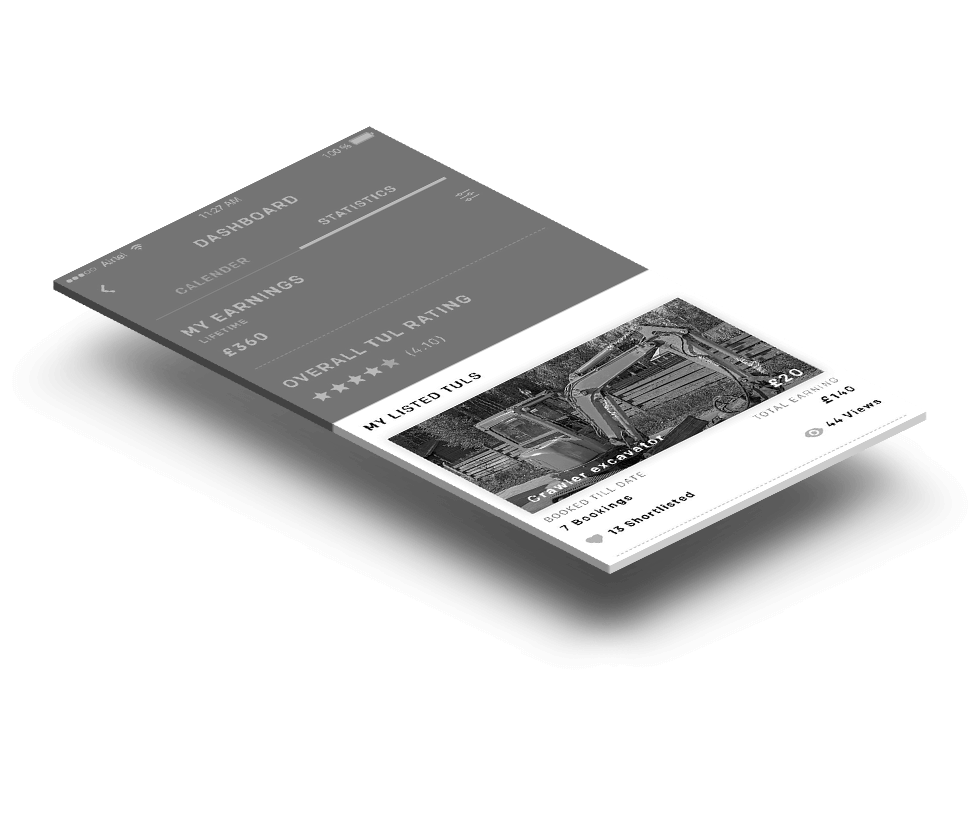 Airtel 11:27 AM 100 %
DASHBOARD
CALENDER STATISTICS
MY EARNINGS
LIFETIME
£360
OVERALL TUL RATING
(4.10)
MY LISTED TULS
Crawler excavator £20
BOOKED TILL DATE TOTAL EARNING
7 Bookings £140
13 Shortlisted 44 Views